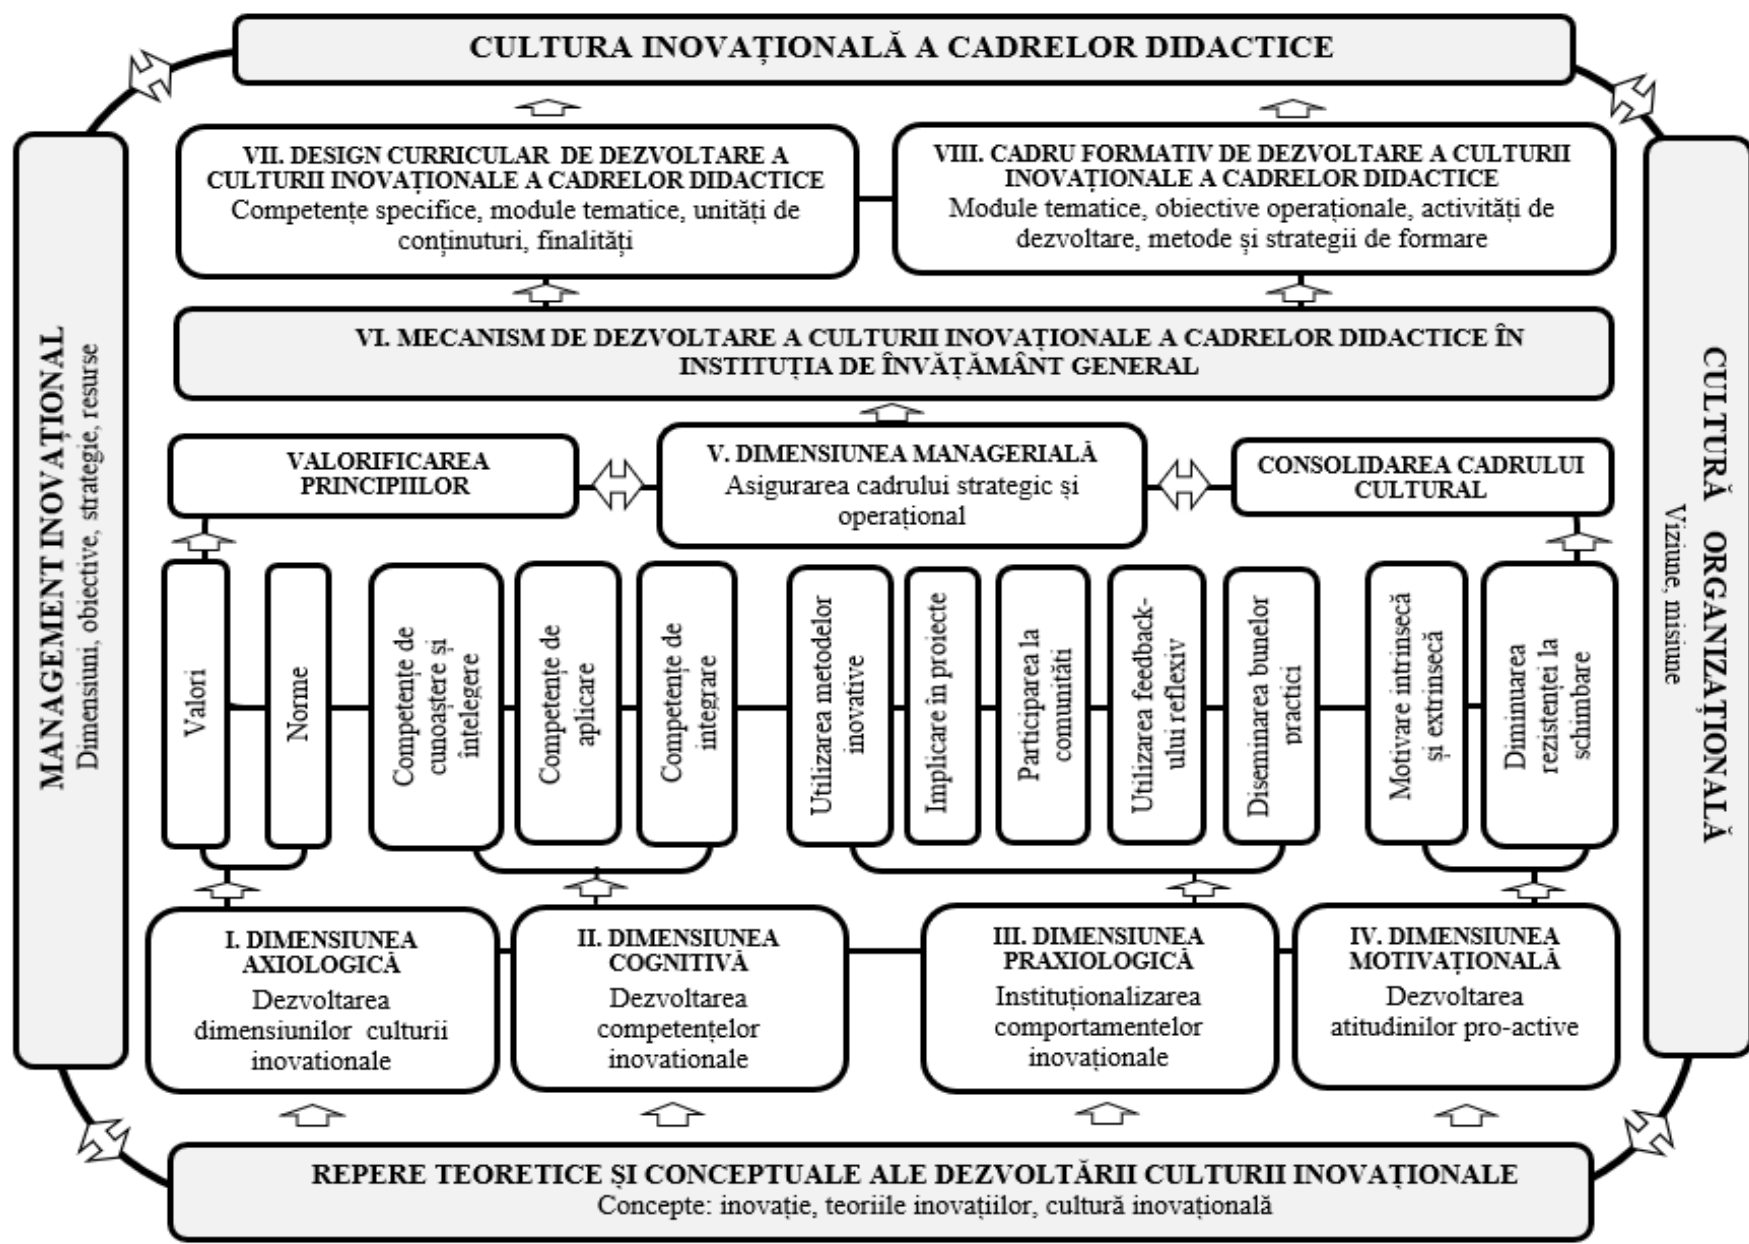 CULTURA INOVAȚIONALĂ A CADRELOR DIDACTICE
VII. DESIGN CURRICULAR DE DEZVOLTARE A
CULTURII INOVAȚIONALE A CADRELOR DIDACTICE
Competențe specifice, module tematice, unități de
conținuturi, finalități
VIII. CADRU FORMATIV DE DEZVOLTARE A CULTURII
INOVAȚIONALE A CADRELOR DIDACTICE
Module tematice, obiective operaționale, activități de
dezvoltare, metode și strategii de formare
MANAGEMENT INOVAȚIONAL
Dimensiuni, obiective, strategie, resurse
CULTURĂ ORGANIZAȚIONALĂ
Viziune, misiune
VI. MECANISM DE DEZVOLTARE A CULTURII INOVAȚIONALE A CADRELOR DIDACTICE ÎN
INSTITUȚIA DE ÎNVĂȚĂMÂNT GENERAL
VALORIFICAREA
PRINCIPIILOR
V. DIMENSIUNEA MANAGERIALĂ
Asigurarea cadrului strategic și
operațional
CONSOLIDAREA CADRULUI
CULTURAL
Valori
Norme
Competențe de
cunoaștere și
înțelegere
Competențe de
aplicare
Competențe de
integrare
Utilizarea metodelor
inovative
Implicare in proiecte
Participarea la
comunități
Utilizarea feedback-
ului reflexiv
Diseminarea bunelor
practici
Motivare intrinsecă
și extrinsecă
Diminuarea
rezistenței la
schimbare
I. DIMENSIUNEA
AXIOLOGICĂ
Dezvoltarea
dimensiunilor culturii
inovationale
II. DIMENSIUNEA
COGNITIVĂ
Dezvoltarea
competențelor
inovationale
III. DIMENSIUNEA
PRAXIOLOGICĂ
Instituționalizarea
comportamentelor
inovaționale
IV. DIMENSIUNEA
MOTIVAȚIONALĂ
Dezvoltarea
atitudinilor pro-active
REPERE TEORETICE ȘI CONCEPTUALE ALE DEZVOLTĂRII CULTURII INOVAȚIONALE
Concepte: inovație, teoriile inovațiilor, cultură inovațională